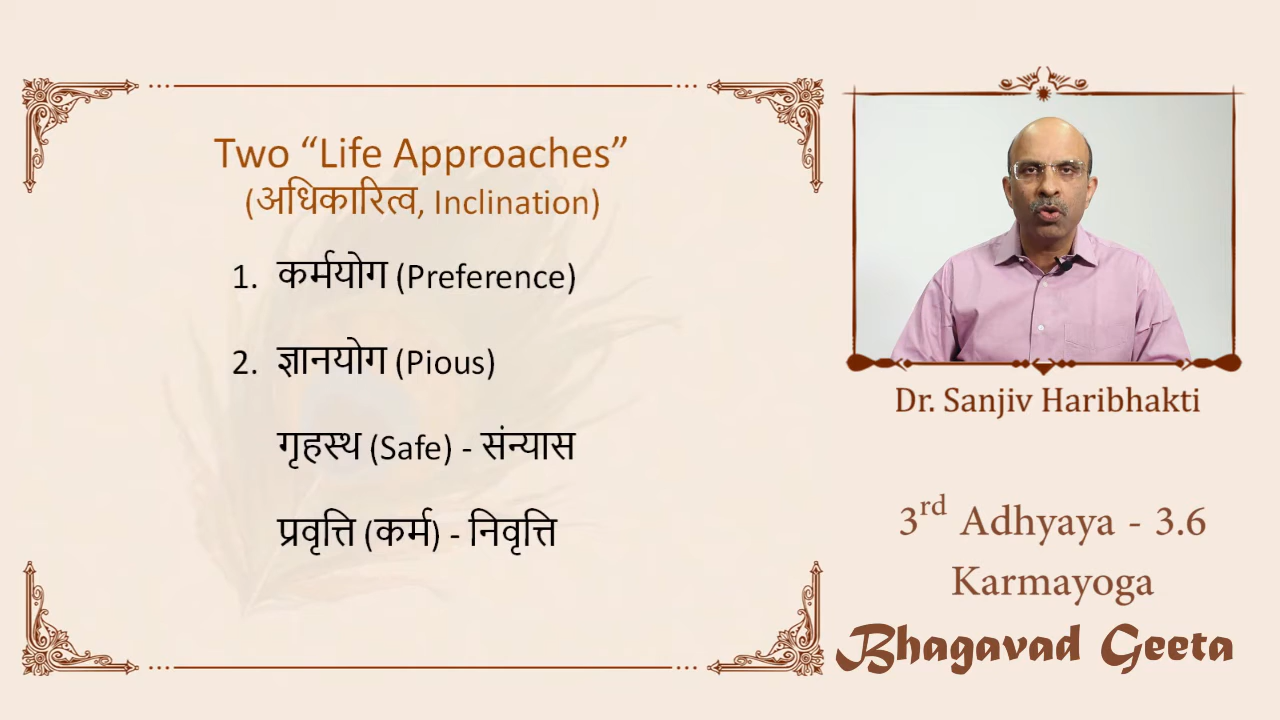 Two “Life Approaches”
(अधिकारित्व, Inclination)
1. कर्मयोग (Preference)
2. ज्ञानयोग (Pious)
गृहस्थ (Safe) - संन्यास
प्रवृत्ति (कर्म) - निवृत्ति
Dr. Sanjiv Haribhakti
3rd Adhyaya - 3.6
Karmayoga
Bhagavad Geeta